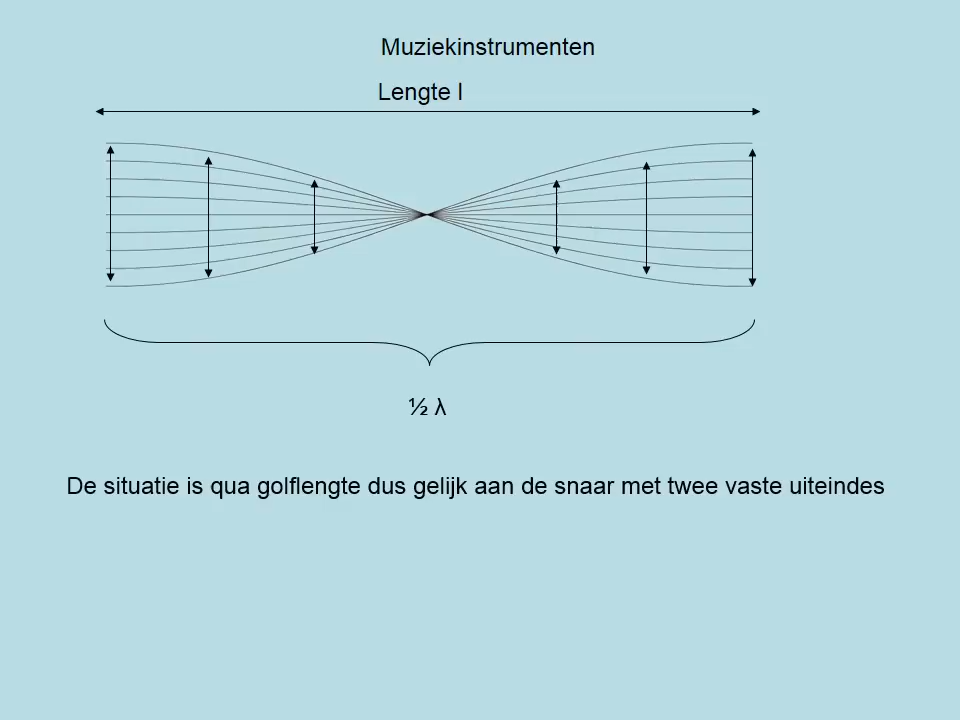 Muziekinstrumenten
Lengte l
½ λ
De situatie is qua golflengte dus gelijk aan de snaar met twee vaste uiteindes